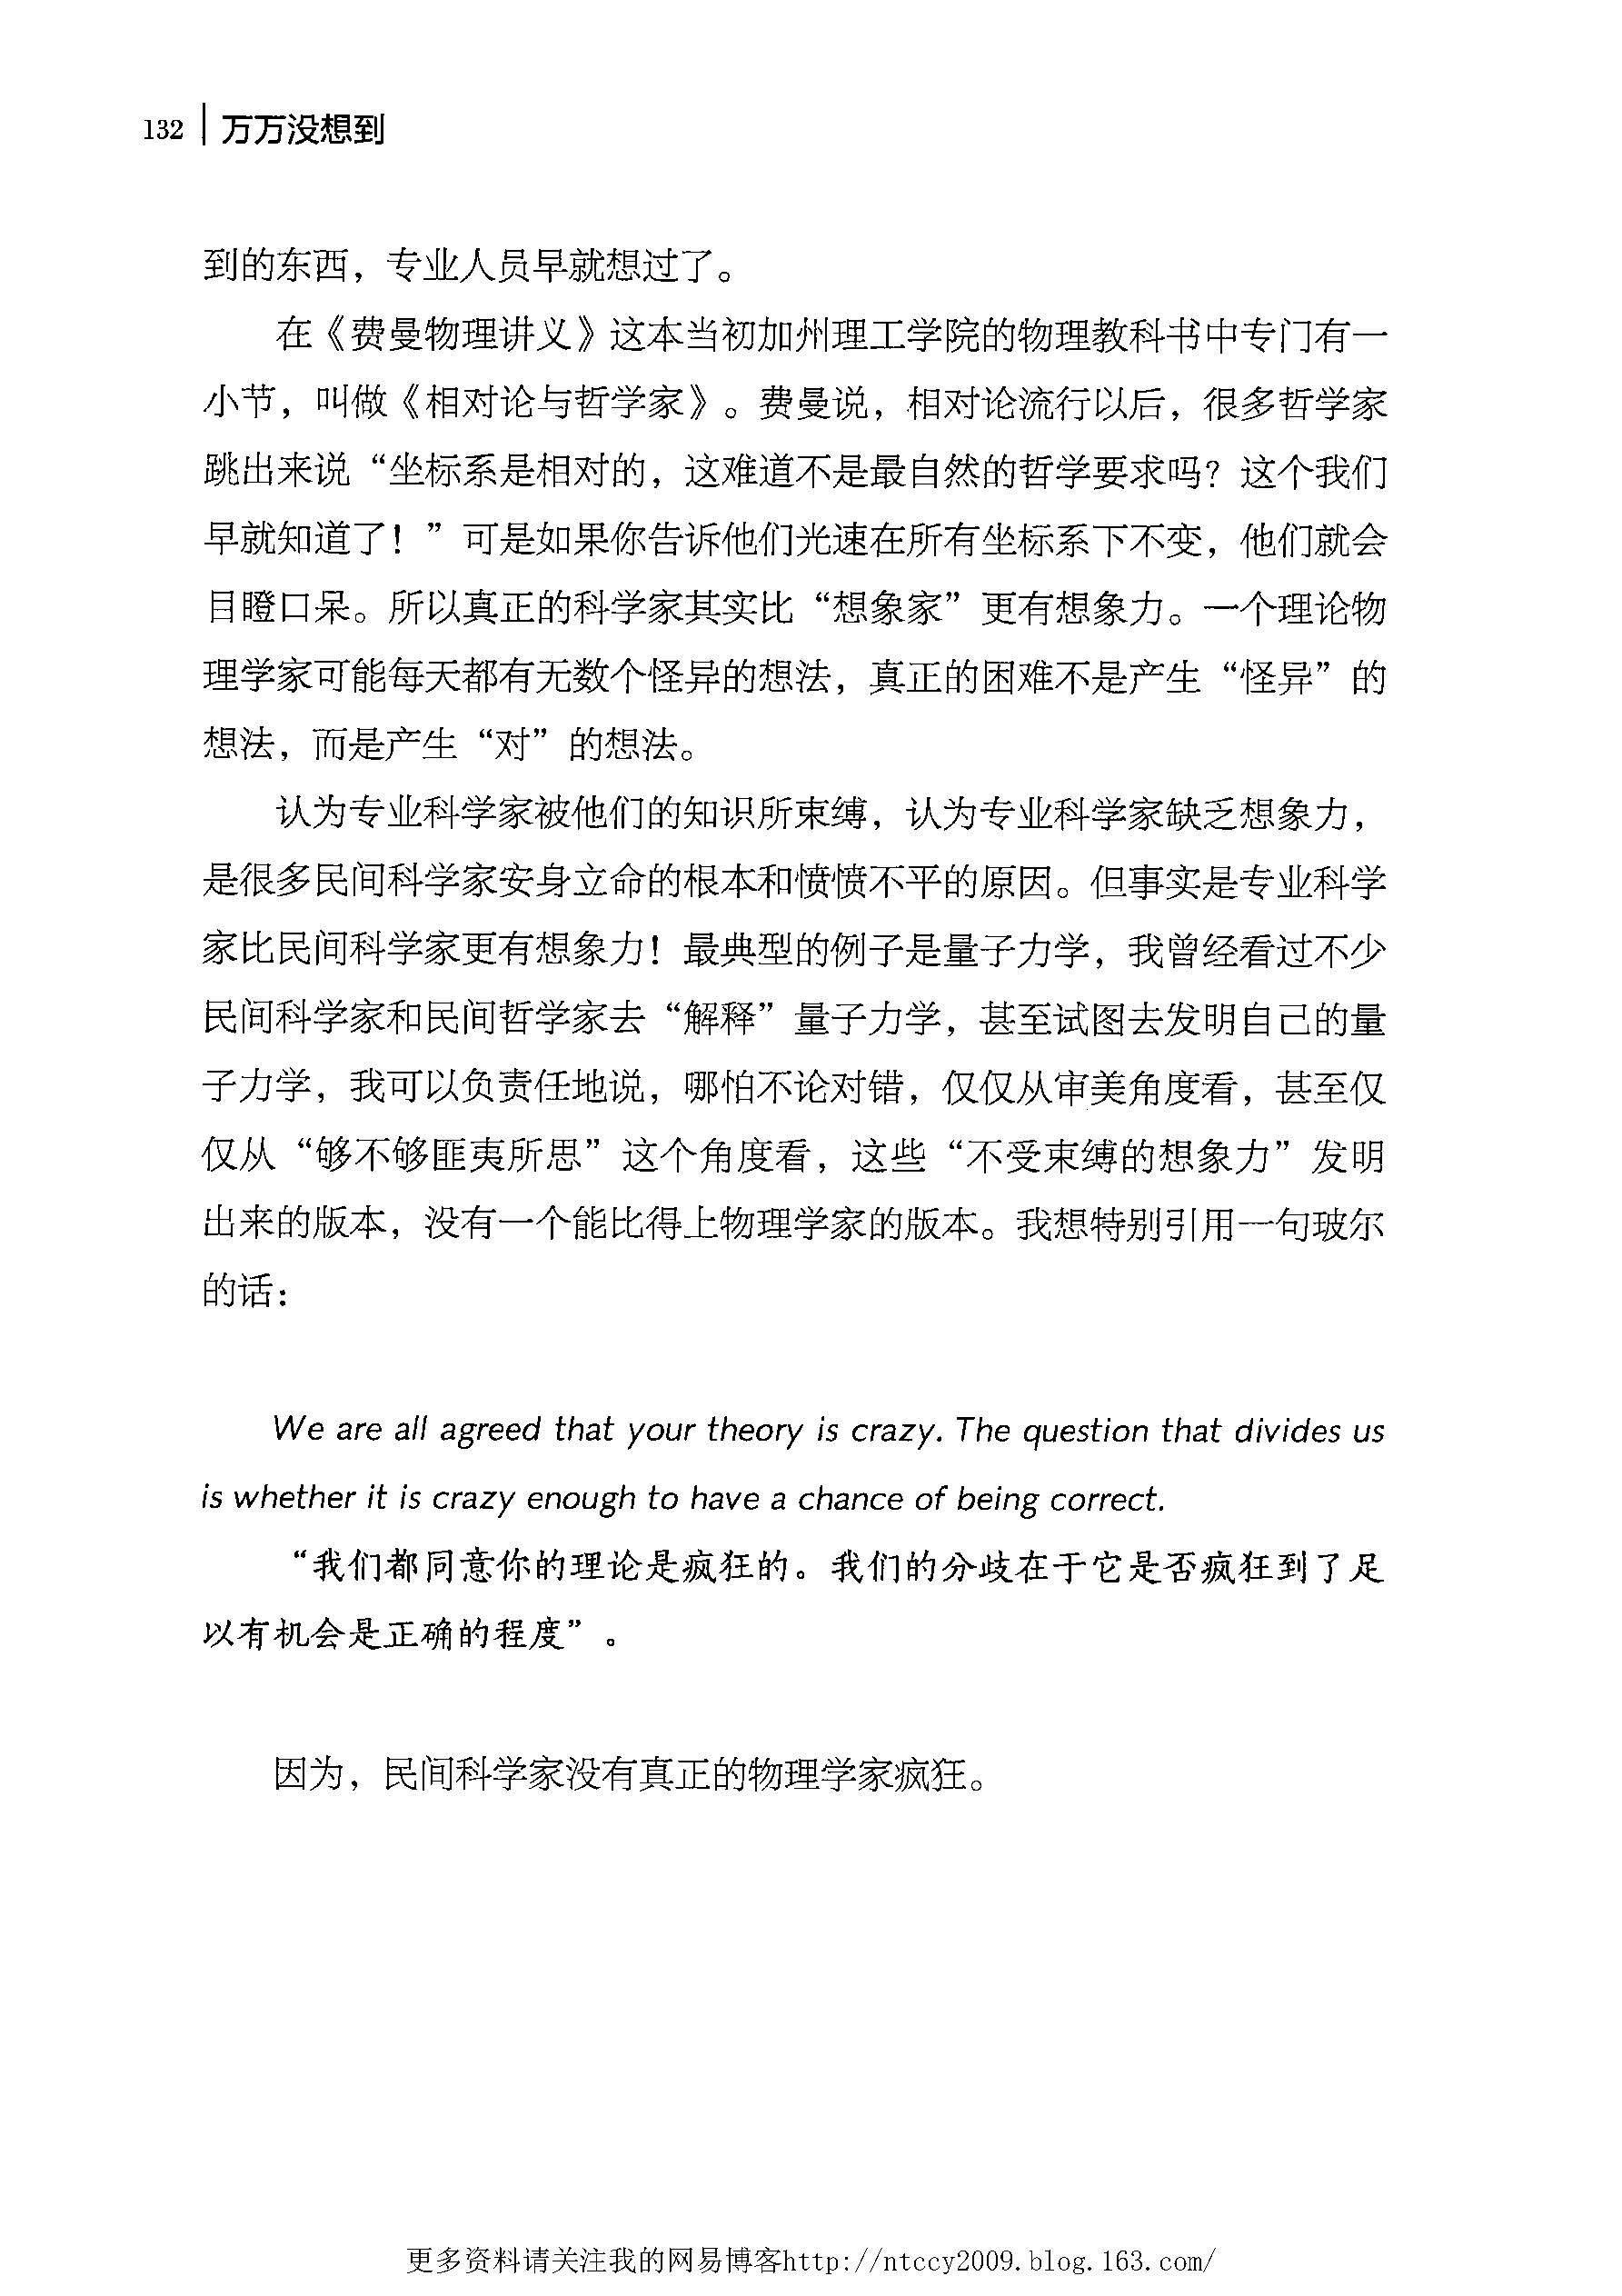 132 万万没想到
到的东西，专业人员早就想过了。
在《费曼物理讲义》这本当初加州理工学院的物理教科书中专门有一
小节，叫做《相对论与哲学家》。费曼说，相对论流行以后，很多哲学家
跳出来说“坐标系是相对的，这难道不是最自然的哲学要求吗？这个我们
早就知道了！”可是如果你告诉他们光速在所有坐标系下不变，他们就会
目瞪口呆。所以真正的科学家其实比“想象家”更有想象力。一个理论物
理学家可能每天都有无数个怪异的想法，真正的困难不是产生“怪异”的
想法，而是产生“对”的想法。
认为专业科学家被他们的知识所束缚，认为专业科学家缺乏想象力，
是很多民间科学家安身立命的根本和愤愤不平的原因。但事实是专业科学
家比民间科学家更有想象力！最典型的例子是量子力学，我曾经看过不少
民间科学家和民间哲学家去“解释”量子力学，甚至试图去发明自己的量
子力学，我可以负责任地说，哪怕不论对错，仅仅从审美角度看，甚至仅
仅从“够不够匪夷所思”这个角度看，这些“不受束缚的想象力”发明
出来的版本，没有一个能比得上物理学家的版本。我想特别引用一句玻尔
的话：
We are all agreed that your theory is crazy. The question that divides us
is whether it is crazy enough to have a chance of being correct.
“我们都同意你的理论是疯狂的。我们的分歧在于它是否疯狂到了足
以有机会是正确的程度”。
因为，民间科学家没有真正的物理学家疯狂。
更多资料请关注我的网易博客http://ntccy2009.blog.163.com/